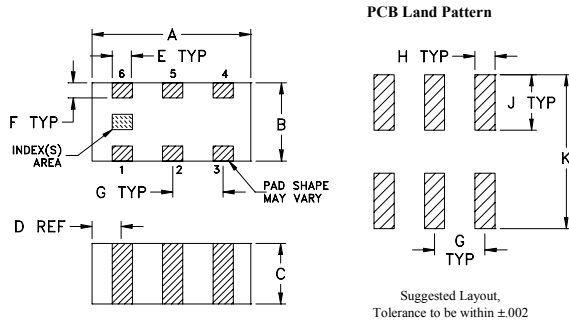 PCB Land Pattern
A
E TYP
6 5 4
F TYP
B
INDEX(S)
AREA
1 2 3
G TYP
PAD SHAPE
MAY VARY
D REF
C
H TYP
J TYP
K
G
TYP
Suggested Layout,
Tolerance to be within ±.002